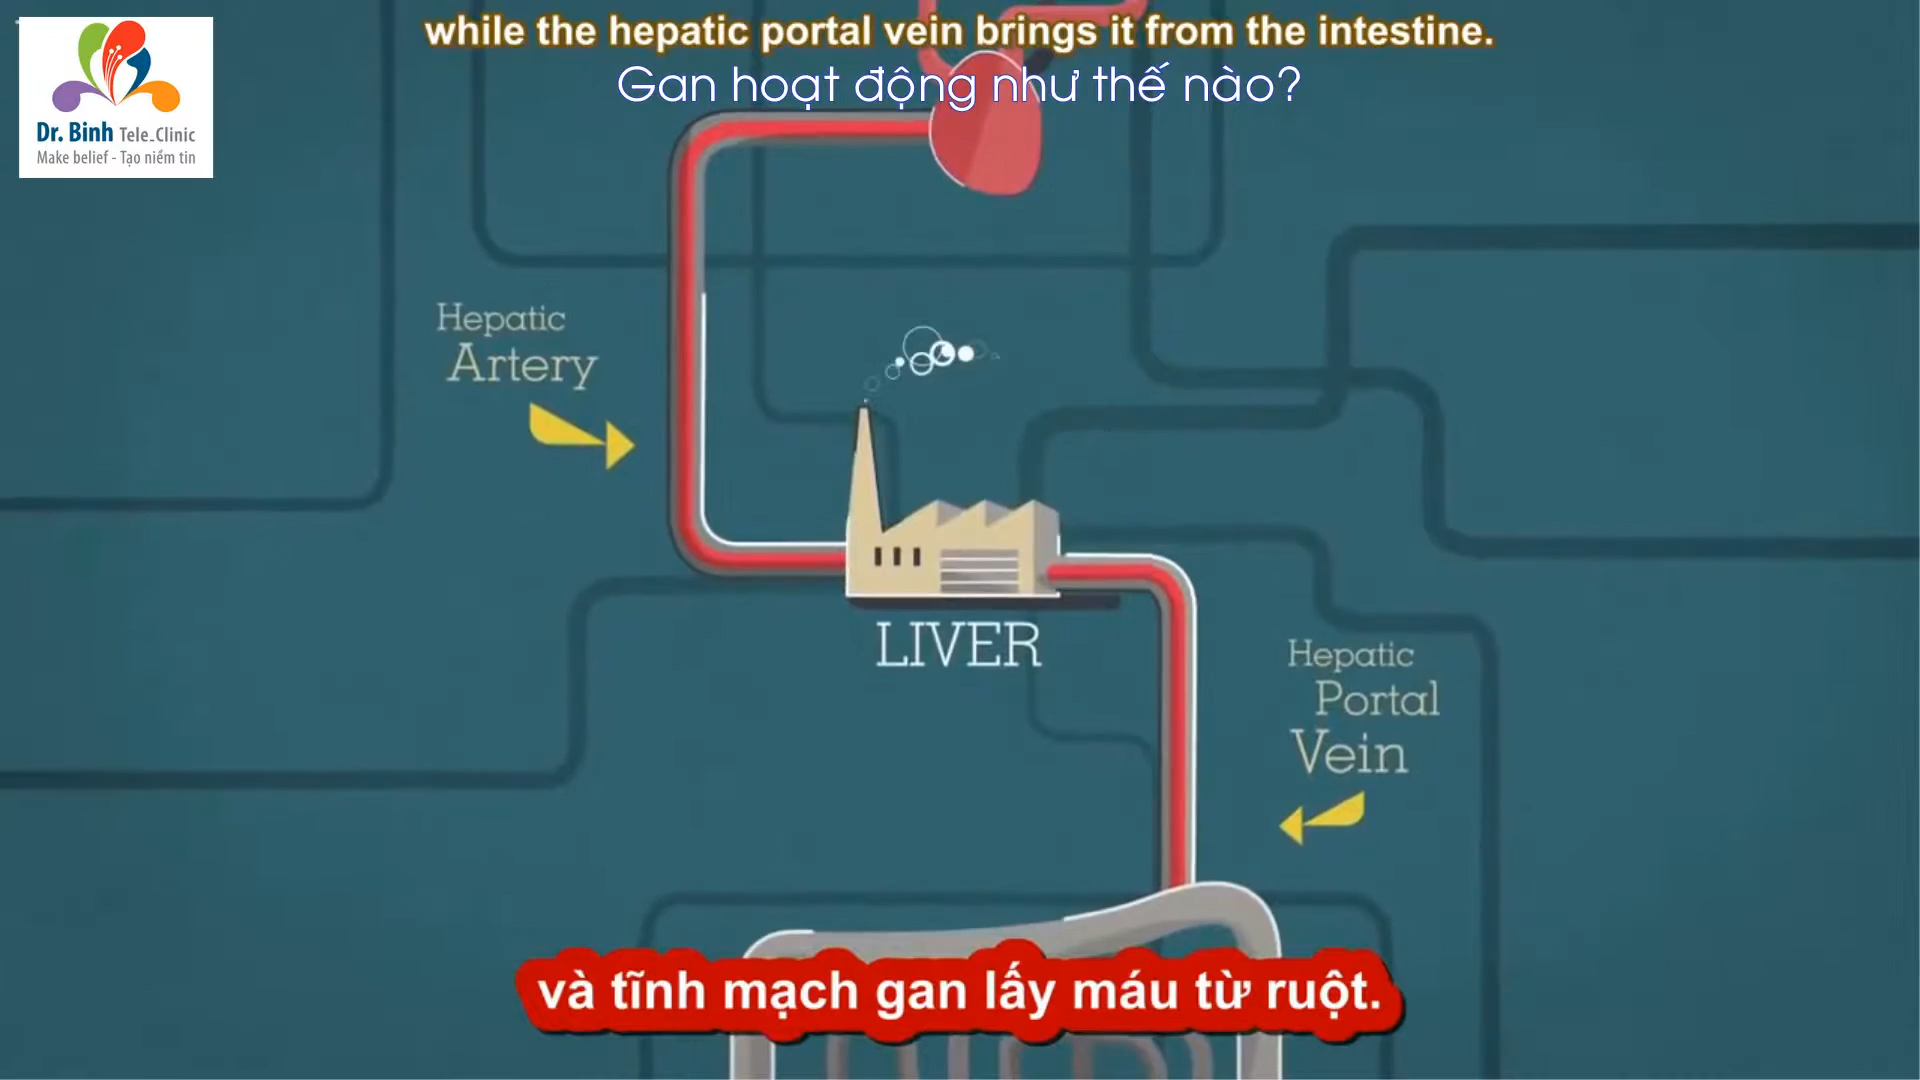 while the hepatic portal vein brings it from the intestine.
Gan hoạt động như thế nào?
Dr. Binh Tele_Clinic
Make belief - Tạo niềm tin
Hepatic
Artery
LIVER
Hepatic
Portal
Vein
và tĩnh mạch gan lấy máu từ ruột.